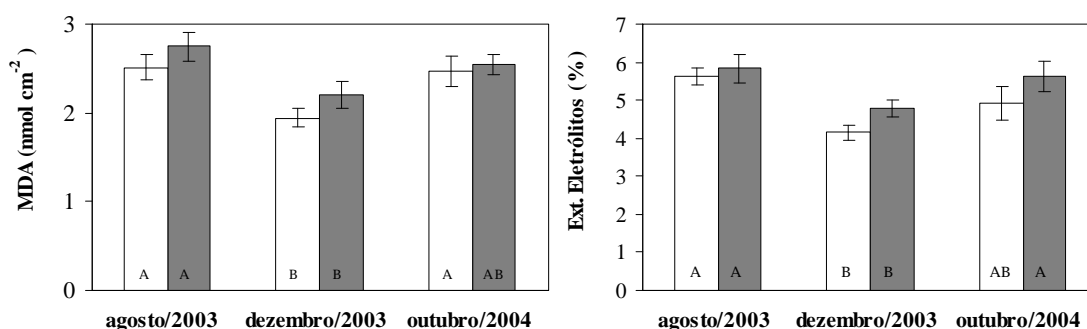 MDA (nmol cm⁻²)
3
2
1
0
A A B B A AB
agosto/2003 dezembro/2003 outubro/2004
Ext. Eletrólitos (%)
7
6
5
4
3
2
1
0
A A B B AB A
agosto/2003 dezembro/2003 outubro/2004